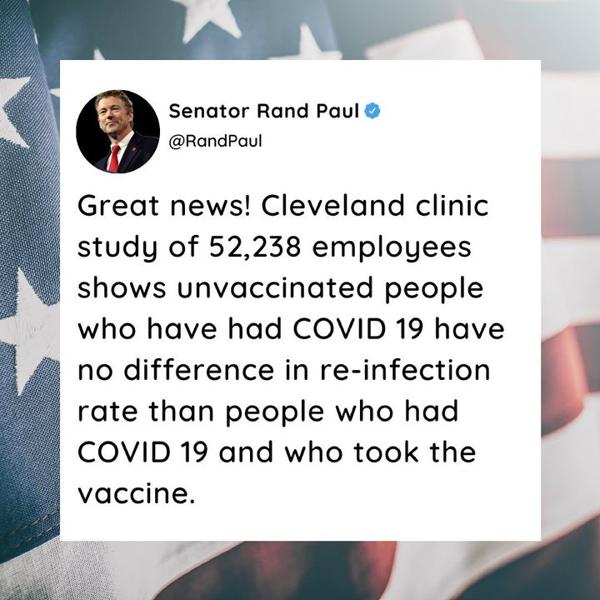 Senator Rand Paul
@RandPaul
Great news! Cleveland clinic
study of 52,238 employees
shows unvaccinated people
who have had COVID 19 have
no difference in re-infection
rate than people who had
COVID 19 and who took the
vaccine.